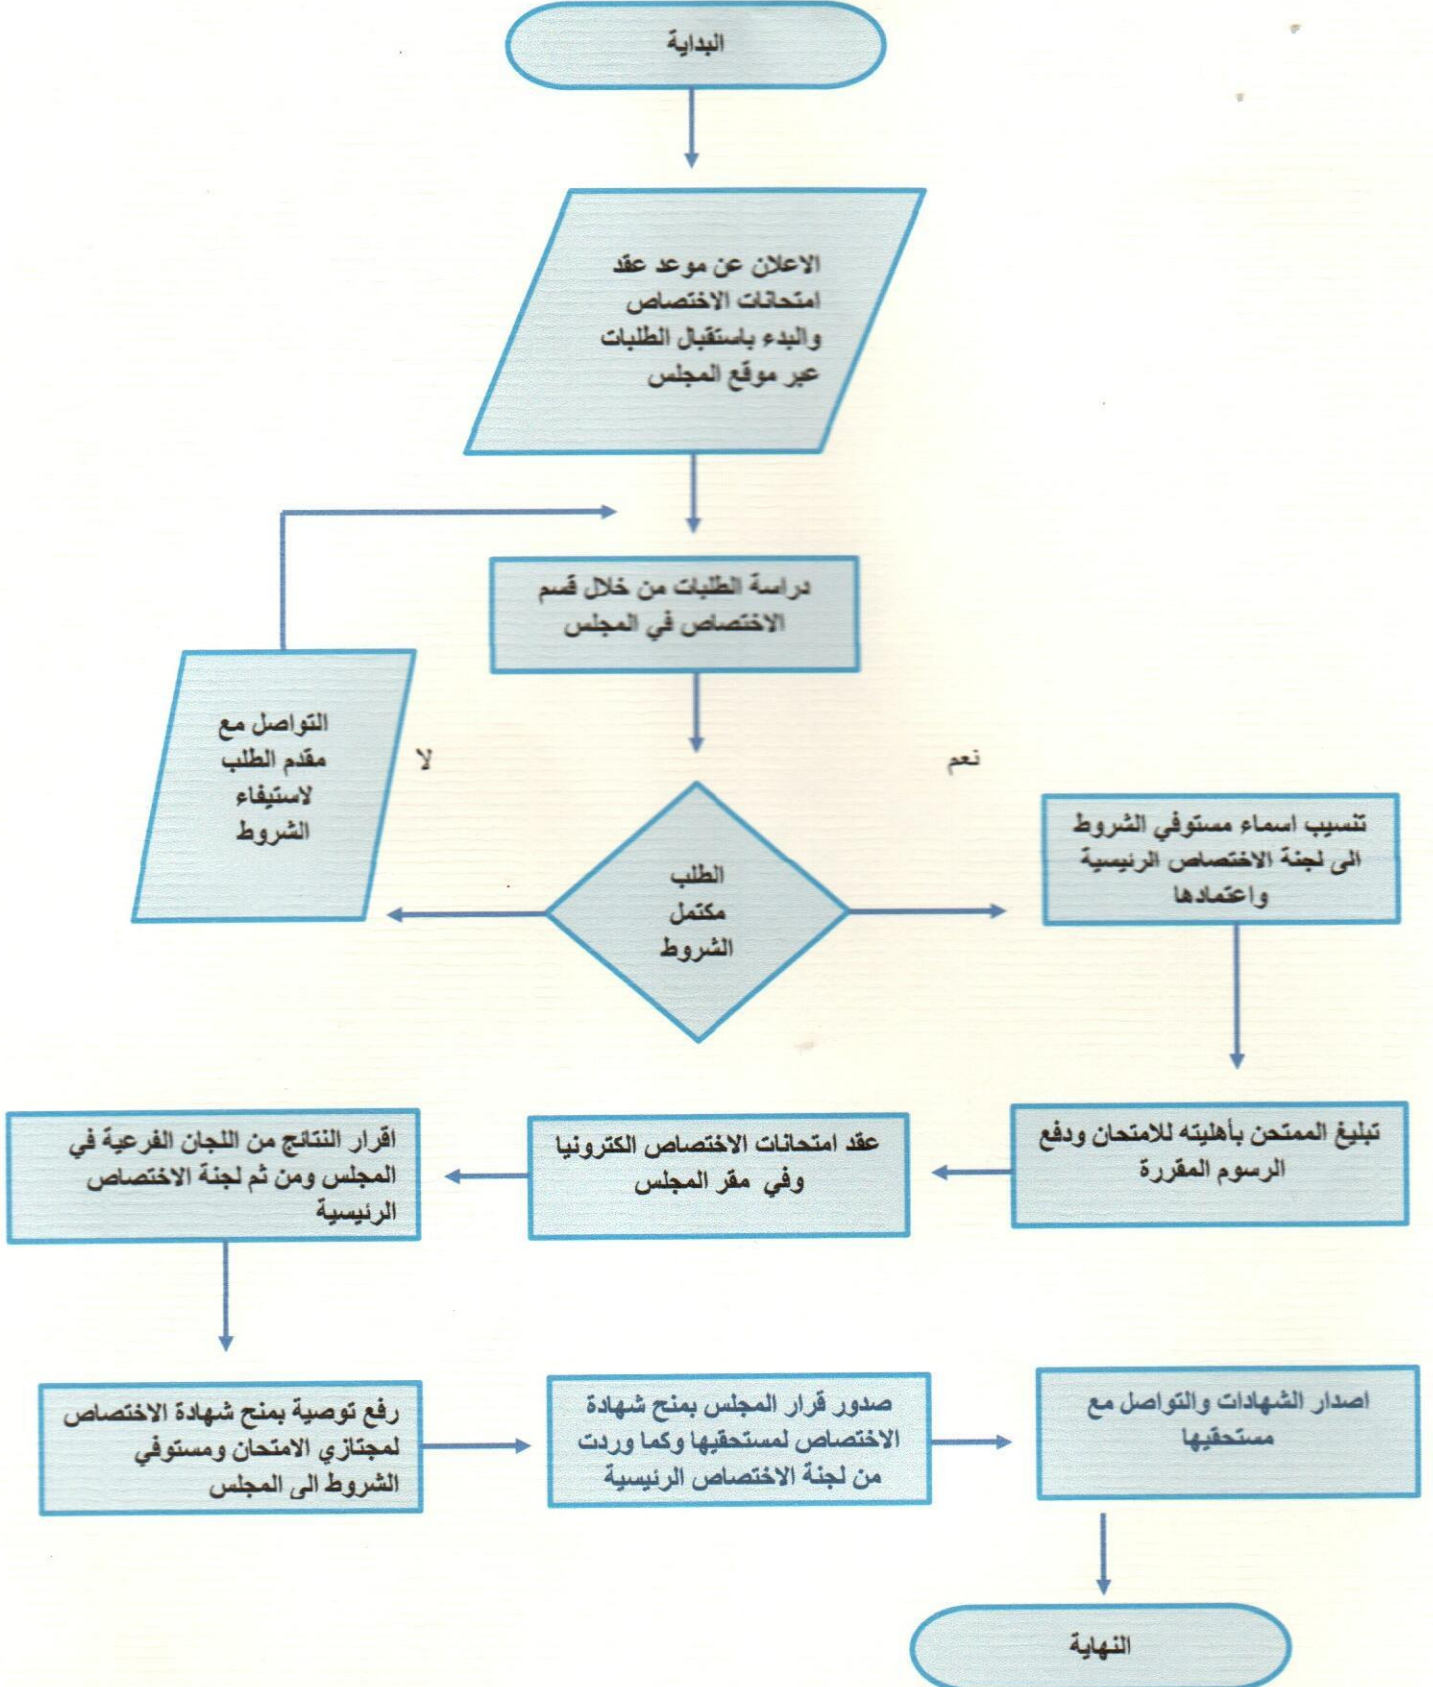 البداية
الاعلان عن موعد عقد
امتحانات الاختصاص
والبدء باستقبال الطلبات
عبر موقع المجلس
دراسة الطلبات من خلال قسم
الاختصاص في المجلس
التواصل مع
مقدم الطلب
لاستيفاء
الشروط
لا
نعم
الطلب
مكتمل
الشروط
تنسيب اسماء مستوفي الشروط
الى لجنة الاختصاص الرئيسية
واعتمادها
تبليغ الممتحن بأهليته للامتحان ودفع
الرسوم المقررة
عقد امتحانات الاختصاص الكترونيا
وفي مقر المجلس
اقرار النتائج من اللجان الفرعية في
المجلس ومن ثم لجنة الاختصاص
الرئيسية
رفع توصية بمنح شهادة الاختصاص
لمجتازي الامتحان ومستوفي
الشروط الى المجلس
صدور قرار المجلس بمنح شهادة
الاختصاص لمستحقيها وكما وردت
من لجنة الاختصاص الرئيسية
اصدار الشهادات والتواصل مع
مستحقيها
النهاية